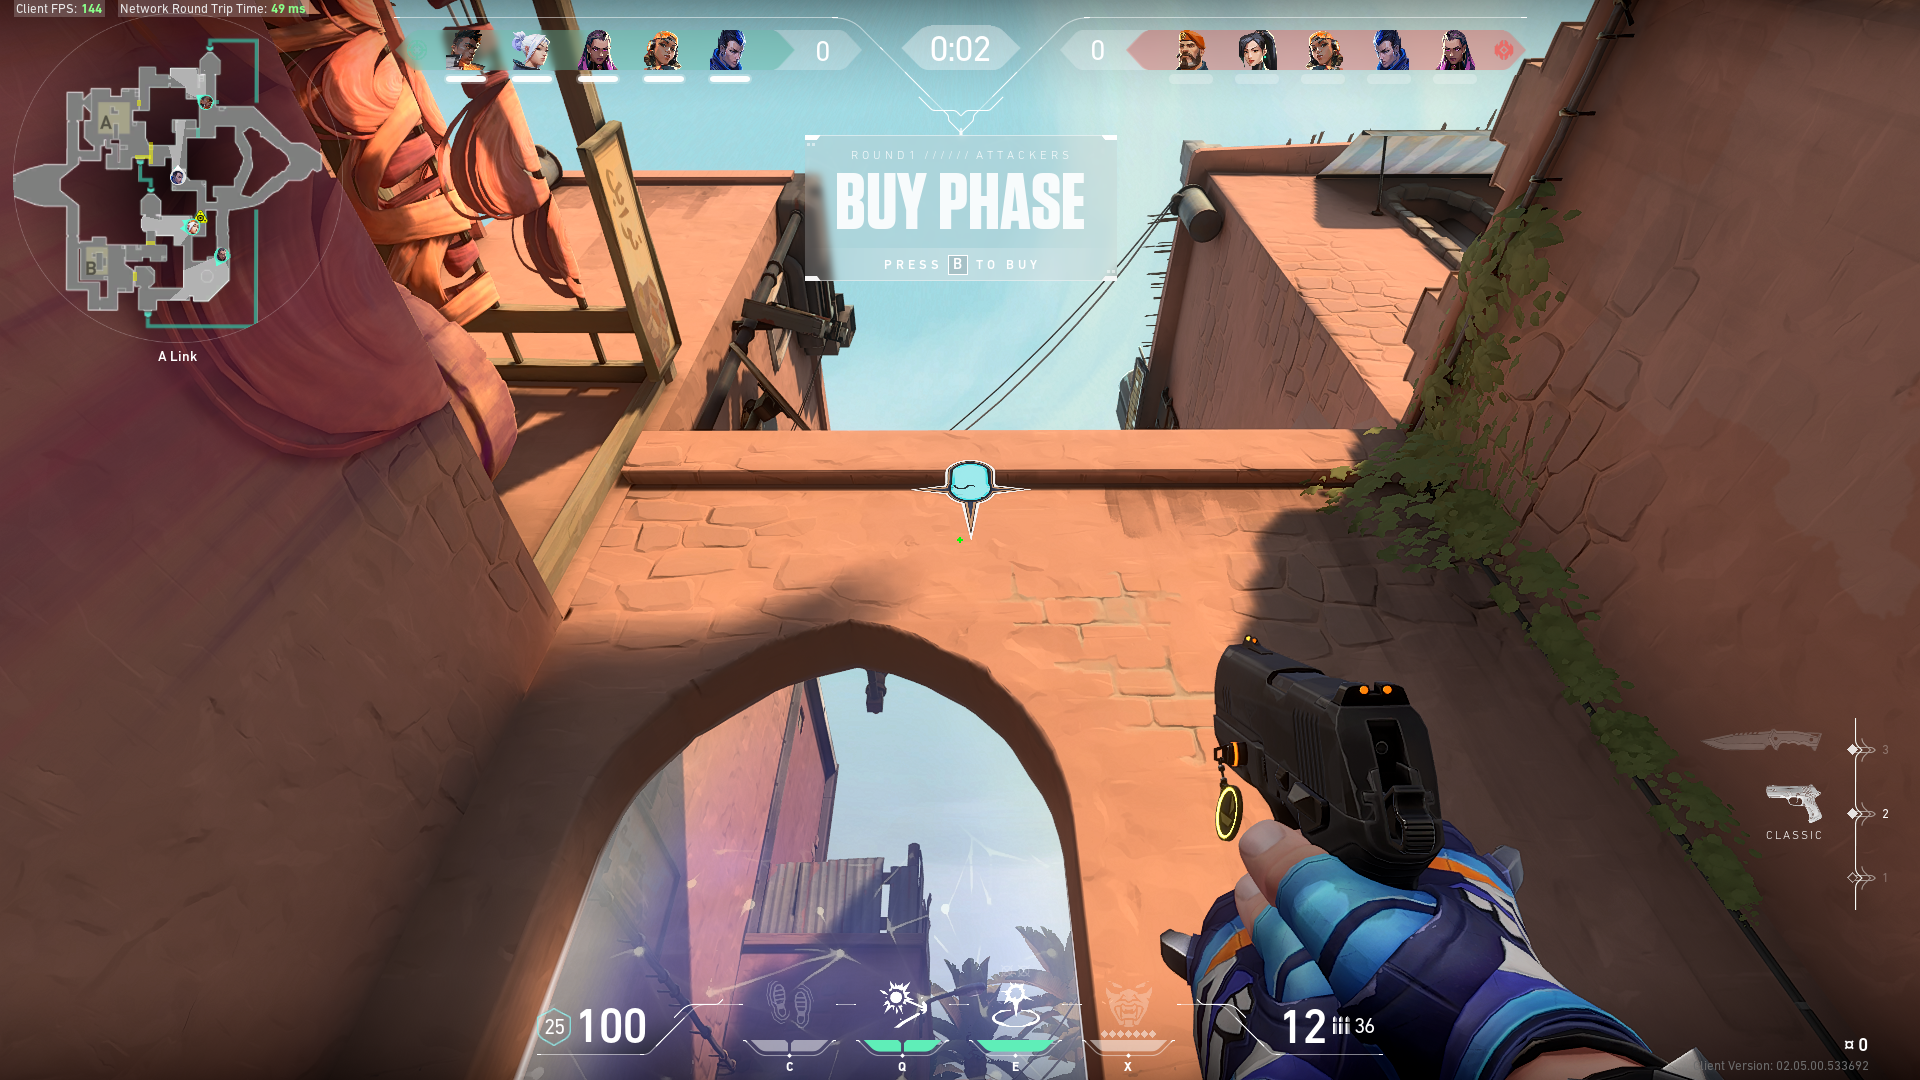 Client FPS: 144 Network Round Trip Time: 49 ms
0 0:02 0
ROUND 1 ////// ATTACKERS
BUY PHASE
PRESS B TO BUY
A
B
A Link
3
2
CLASSIC
1
25 100
12 36
C Q E X
¤ 0
Client Version: 02.05.00.533692